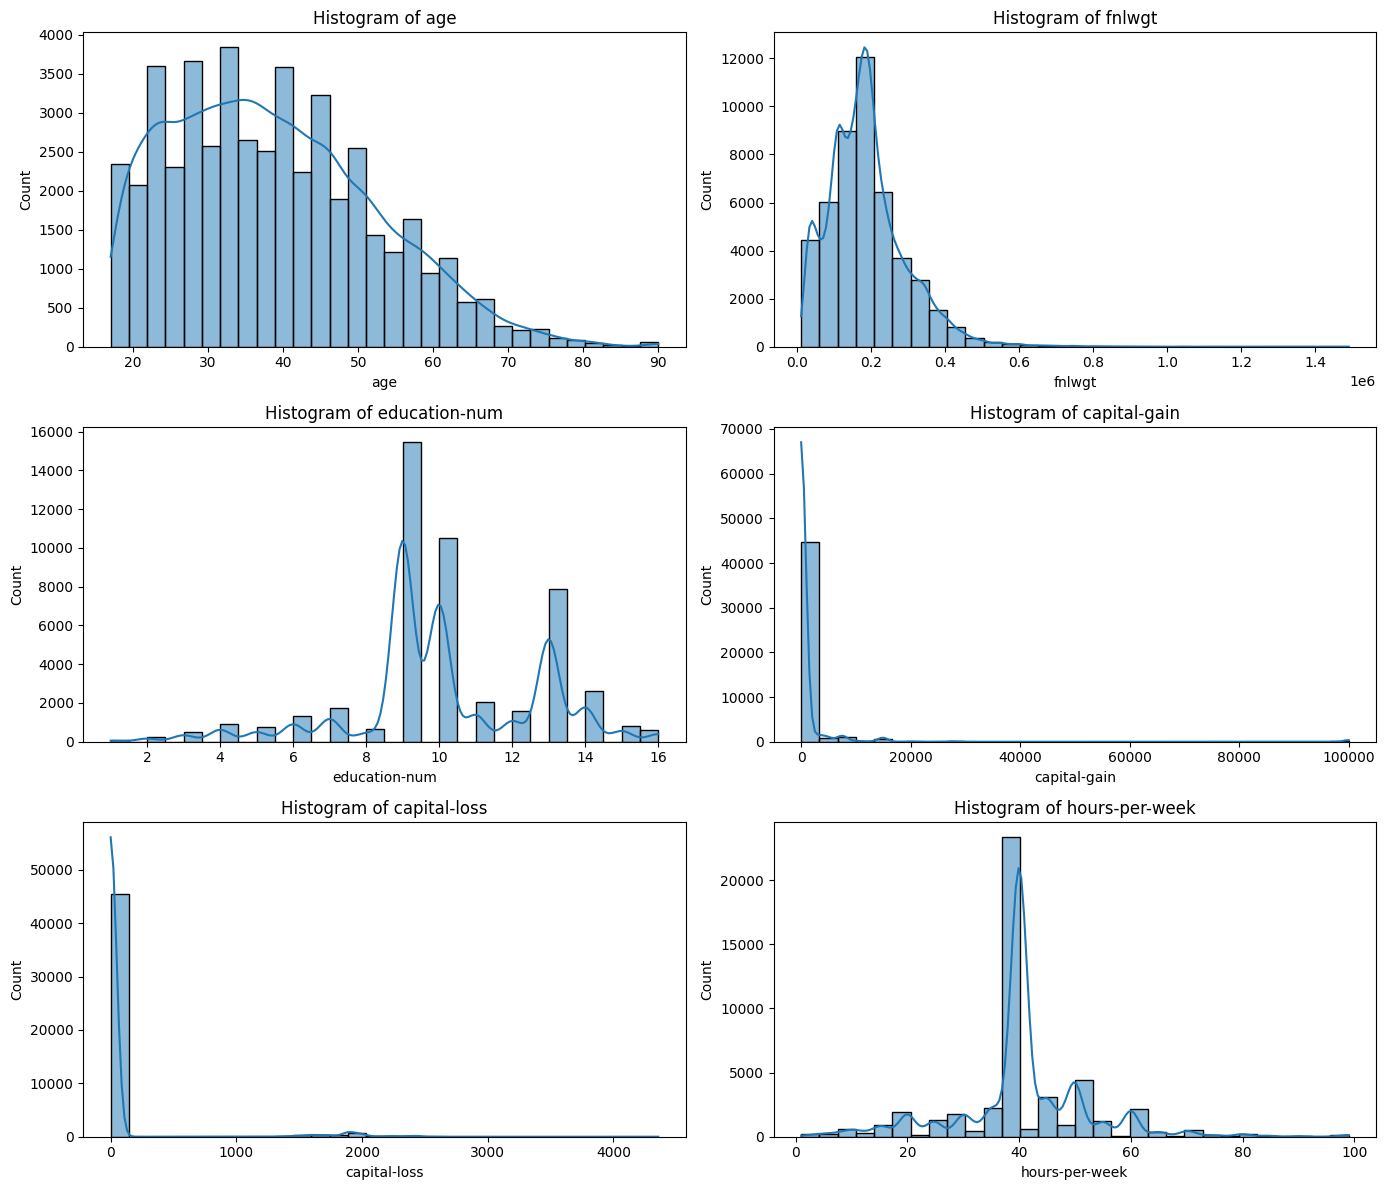 Histogram of age
Count
4000
3500
3000
2500
2000
1500
1000
500
0
20 30 40 50 60 70 80 90
age
Histogram of fnlwgt
Count
12000
10000
8000
6000
4000
2000
0
0.0 0.2 0.4 0.6 0.8 1.0 1.2 1.4
1e6
fnlwgt
Histogram of education-num
Count
16000
14000
12000
10000
8000
6000
4000
2000
0
2 4 6 8 10 12 14 16
education-num
Histogram of capital-gain
Count
70000
60000
50000
40000
30000
20000
10000
0
0 20000 40000 60000 80000 100000
capital-gain
Histogram of capital-loss
Count
50000
40000
30000
20000
10000
0
0 1000 2000 3000 4000
capital-loss
Histogram of hours-per-week
Count
20000
15000
10000
5000
0
0 20 40 60 80 100
hours-per-week